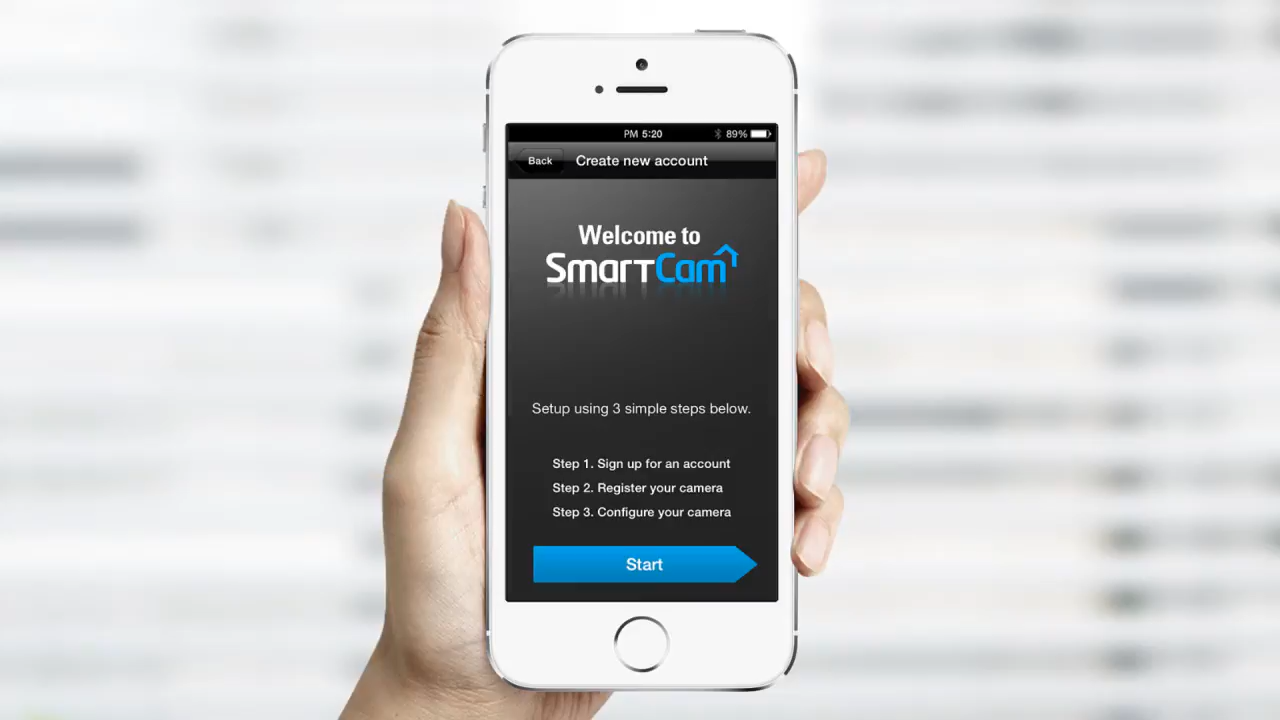 PM 5:20
89%
Back
Create new account
Welcome to
SmartCam
Setup using 3 simple steps below.
Step 1. Sign up for an account
Step 2. Register your camera
Step 3. Configure your camera
Start